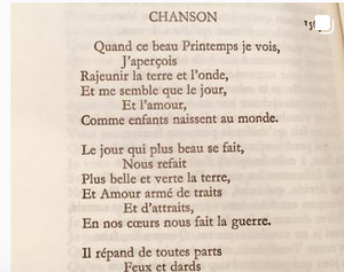 CHANSON
Quand ce beau Printemps je vois,
J'aperçois
Rajeunir la terre et l'onde,
Et me semble que le jour,
Et l'amour,
Comme enfants naissent au monde.
Le jour qui plus beau se fait,
Nous refait
Plus belle et verte la terre,
Et Amour armé de traits
Et d'attraits,
En nos cœurs nous fait la guerre.
Il répand de toutes parts
Feux et dards